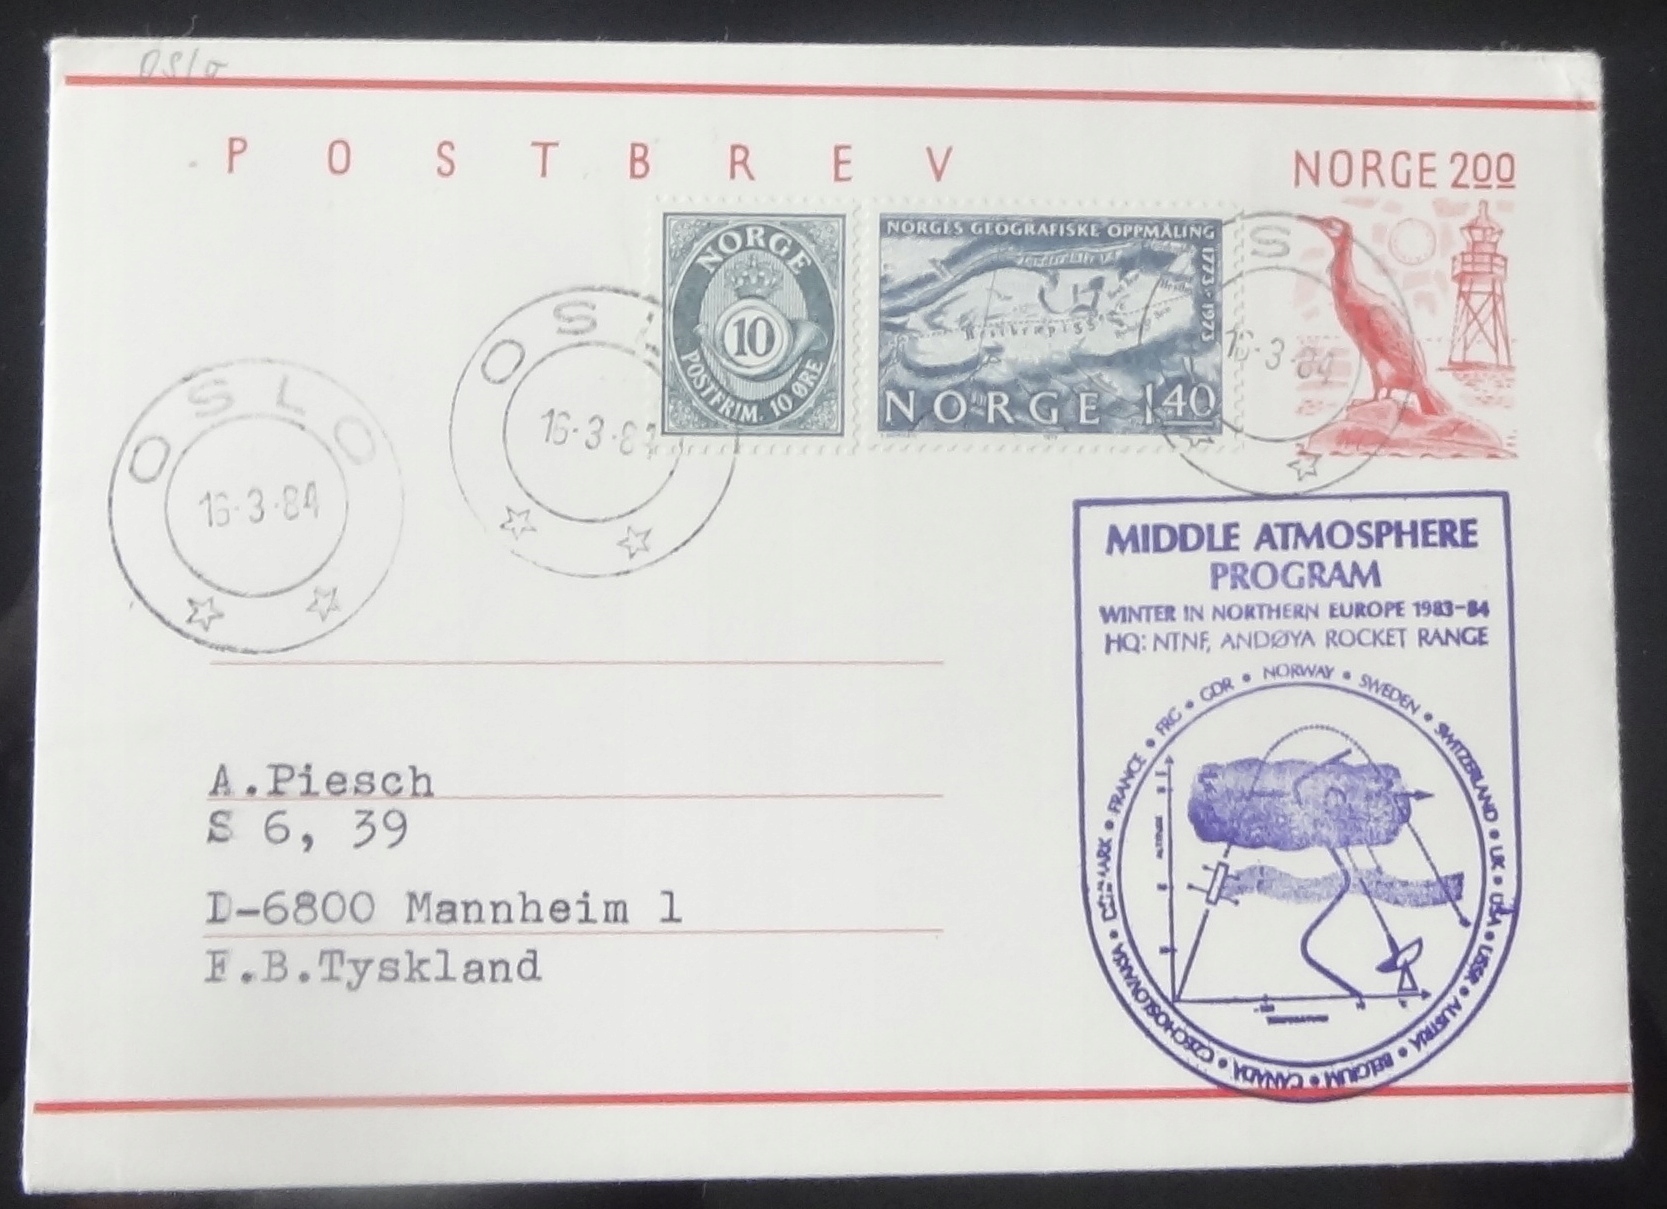 Oslo
POSTBREV
NORGE 200
NORGE
10
POSTFRIM. 10 ØRE
NORGES GEOGRAFISKE OPPMÅLING
1773-1973
NORGE 140
OSLO
16-3-84
OSL
16-3-84
S
16-3-84
MIDDLE ATMOSPHERE
PROGRAM
WINTER IN NORTHERN EUROPE 1983-84
HQ: NTNF, ANDØYA ROCKET RANGE
AUSTRIA • BELGIUM • CANADA • CZECHOSLOVAKIA • DENMARK • FRANCE • FRG • GDR • NORWAY • SWEDEN • SWITZERLAND • UK • USA • USSR •
ALTITUDE
TEMPERATURE
A.Piesch
S 6, 39
D-6800 Mannheim 1
F.B.Tyskland